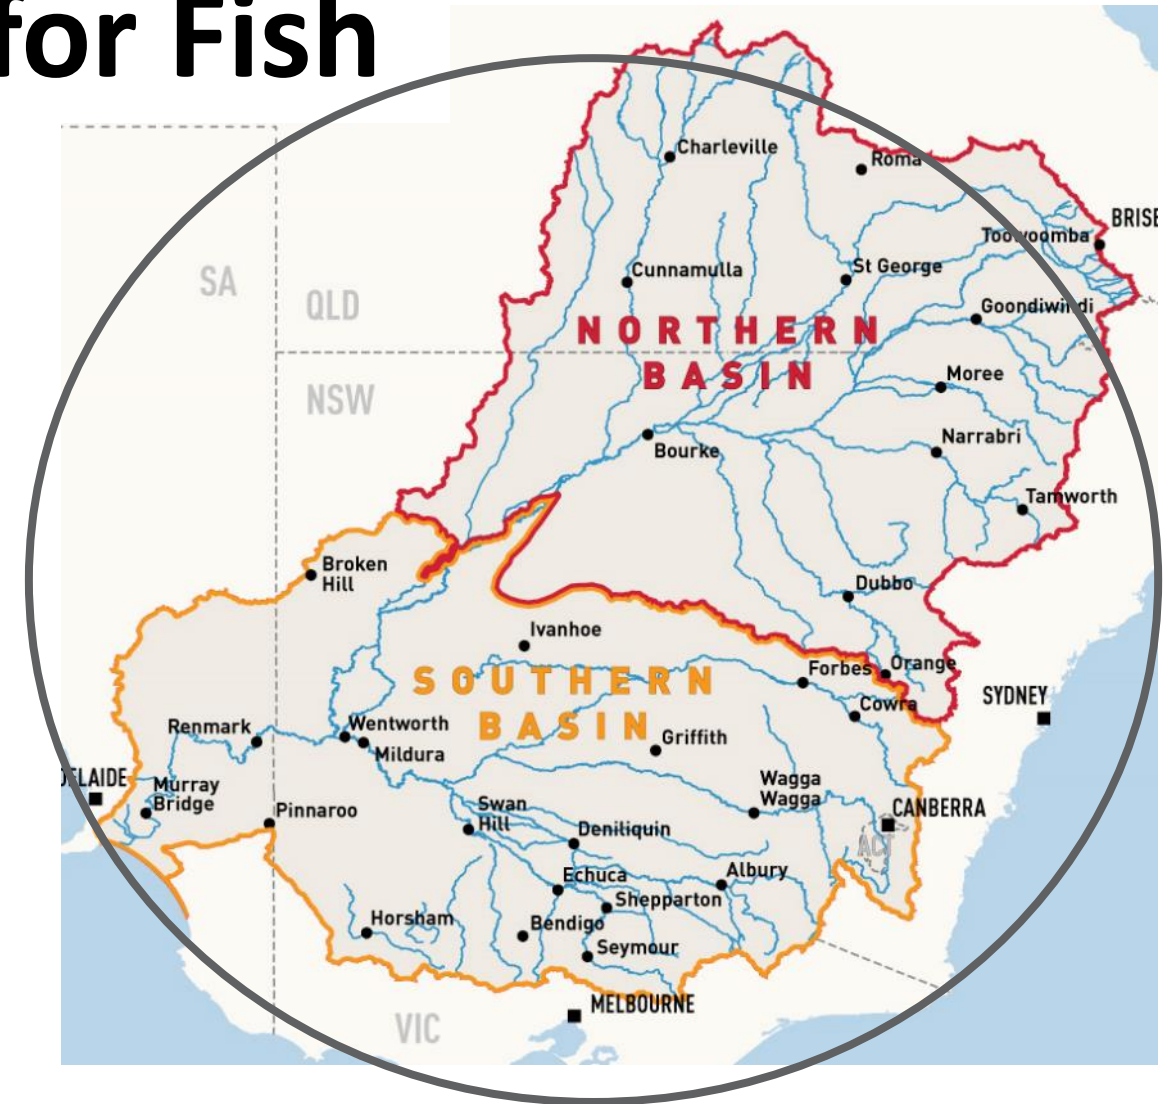 for Fish
Charleville
Roma
BRISE
Toowoomba
SA
QLD
Cunnamulla
St George
Goondiwindi
NORTHERN
BASIN
NSW
Moree
Narrabri
Bourke
Tamworth
Broken
Hill
Dubbo
Ivanhoe
Orange
Forbes
SOUTHERN
BASIN
SYDNEY
Cowra
Renmark
Wentworth
Mildura
Griffith
DELAIDE
Murray
Bridge
Pinnaroo
Swan
Hill
Wagga
Wagga
CANBERRA
ACT
Deniliquin
Echuca
Albury
Shepparton
Horsham
Bendigo
Seymour
MELBOURNE
VIC